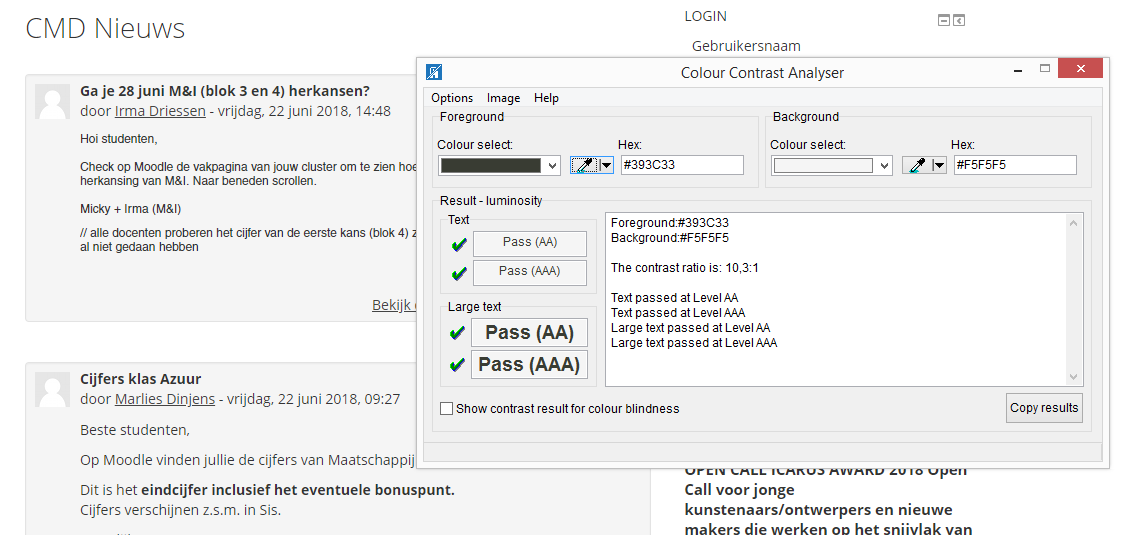 CMD Nieuws
LOGIN
Gebruikersnaam
Ga je 28 juni M&I (blok 3 en 4) herkansen?
door Irma Driessen - vrijdag, 22 juni 2018, 14:48
Hoi studenten,
Check op Moodle de vakpagina van jouw cluster om te zien hoe
herkansing van M&I. Naar beneden scrollen.
Micky + Irma (M&I)
// alle docenten proberen het cijfer van de eerste kans (blok 4) z
al niet gedaan hebben
Bekijk
Cijfers klas Azuur
door Marlies Dinjens - vrijdag, 22 juni 2018, 09:27
Beste studenten,
Op Moodle vinden jullie de cijfers van Maatschappij
Dit is het eindcijfer inclusief het eventuele bonuspunt.
Cijfers verschijnen z.s.m. in Sis.
Colour Contrast Analyser
Options Image Help
Foreground
Colour select: Hex:
#393C33
Background
Colour select: Hex:
#F5F5F5
Result - luminosity
Text
Pass (AA)
Pass (AAA)
Large text
Pass (AA)
Pass (AAA)
Foreground:#393C33
Background:#F5F5F5
The contrast ratio is: 10,3:1
Text passed at Level AA
Text passed at Level AAA
Large text passed at Level AA
Large text passed at Level AAA
Show contrast result for colour blindness
Copy results
OPEN CALL ICARUS AWARD 2018 Open
Call voor jonge
kunstenaars/ontwerpers en nieuwe
makers die werken op het snijvlak van